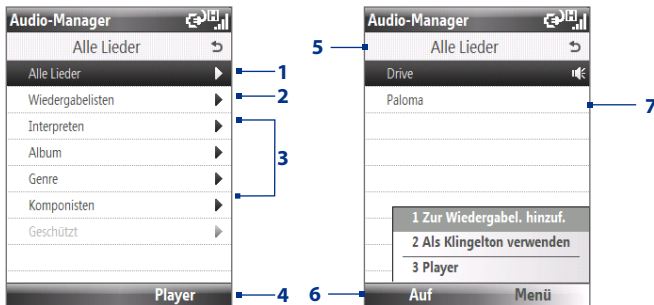 Audio-Manager
Alle Lieder
Alle Lieder
Wiedergabelisten
Interpreten
Album
Genre
Komponisten
Geschützt
Player
1
2
3
4
Audio-Manager
H
5
Alle Lieder
Drive
Paloma
7
1 Zur Wiedergabel. hinzuf.
2 Als Klingelton verwenden
3 Player
6
Auf
Menü